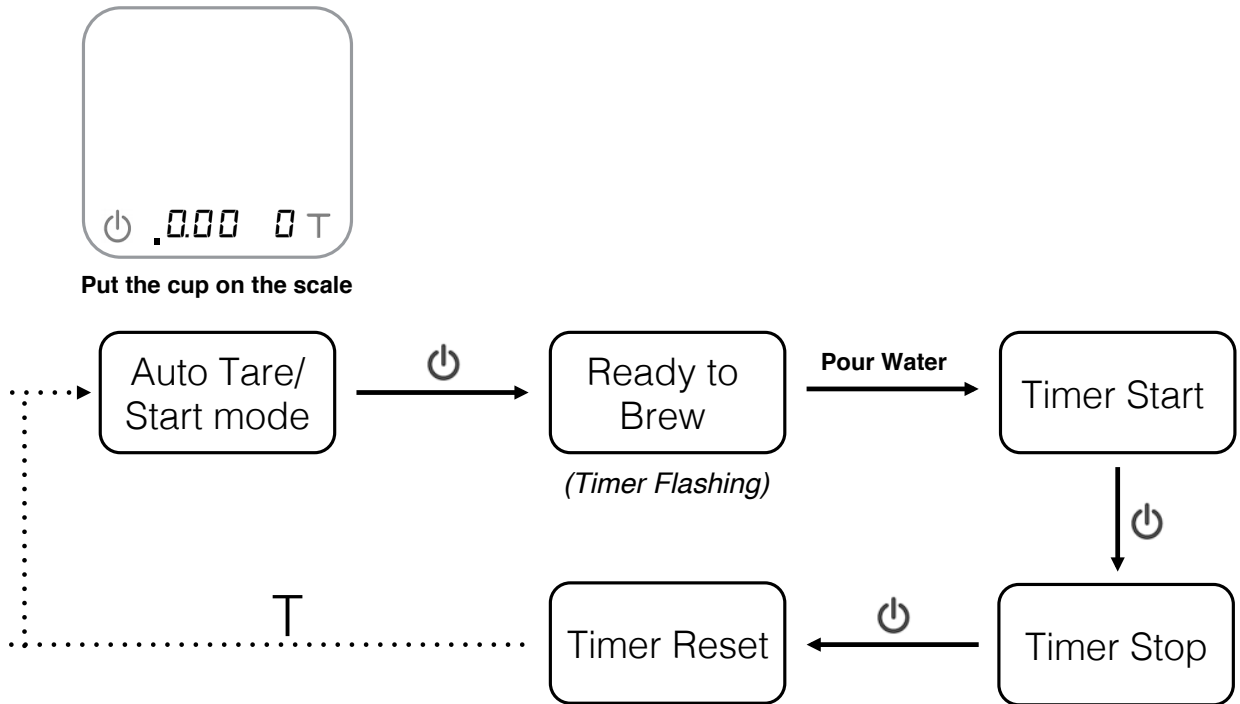 0.00 0 T
Put the cup on the scale
Auto Tare/
Start mode
Ready to
Brew
Pour Water
Timer Start
(Timer Flashing)
T
Timer Reset
Timer Stop